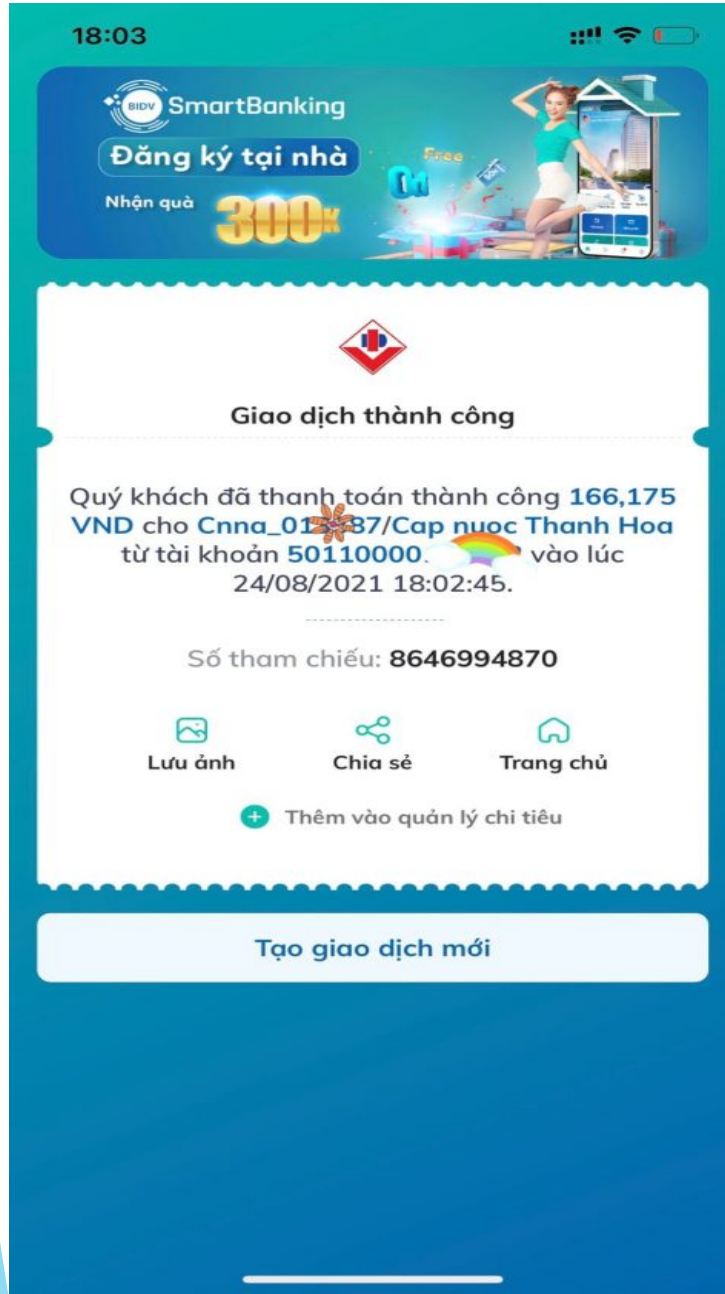 18:03
BIDV SmartBanking
Đăng ký tại nhà
Free
0đ
Nhận quà 300K
Giao dịch thành công
Quý khách đã thanh toán thành công 166,175
VND cho Cnna_01 87/Cap nuoc Thanh Hoa
từ tài khoản 50110000. vào lúc
24/08/2021 18:02:45.
Số tham chiếu: 8646994870
Lưu ảnh Chia sẻ Trang chủ
Thêm vào quản lý chi tiêu
Tạo giao dịch mới